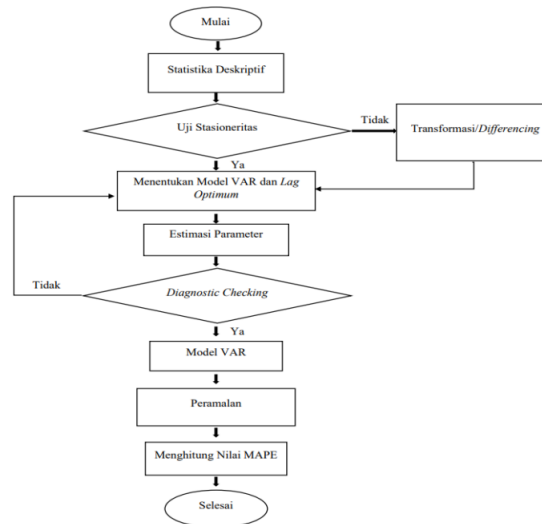 Mulai
Statistika Deskriptif
Uji Stasioneritas
Tidak
Transformasi/Differencing
Ya
Menentukan Model VAR dan Lag
Optimum
Estimasi Parameter
Tidak
Diagnostic Checking
Ya
Model VAR
Peramalan
Menghitung Nilai MAPE
Selesai